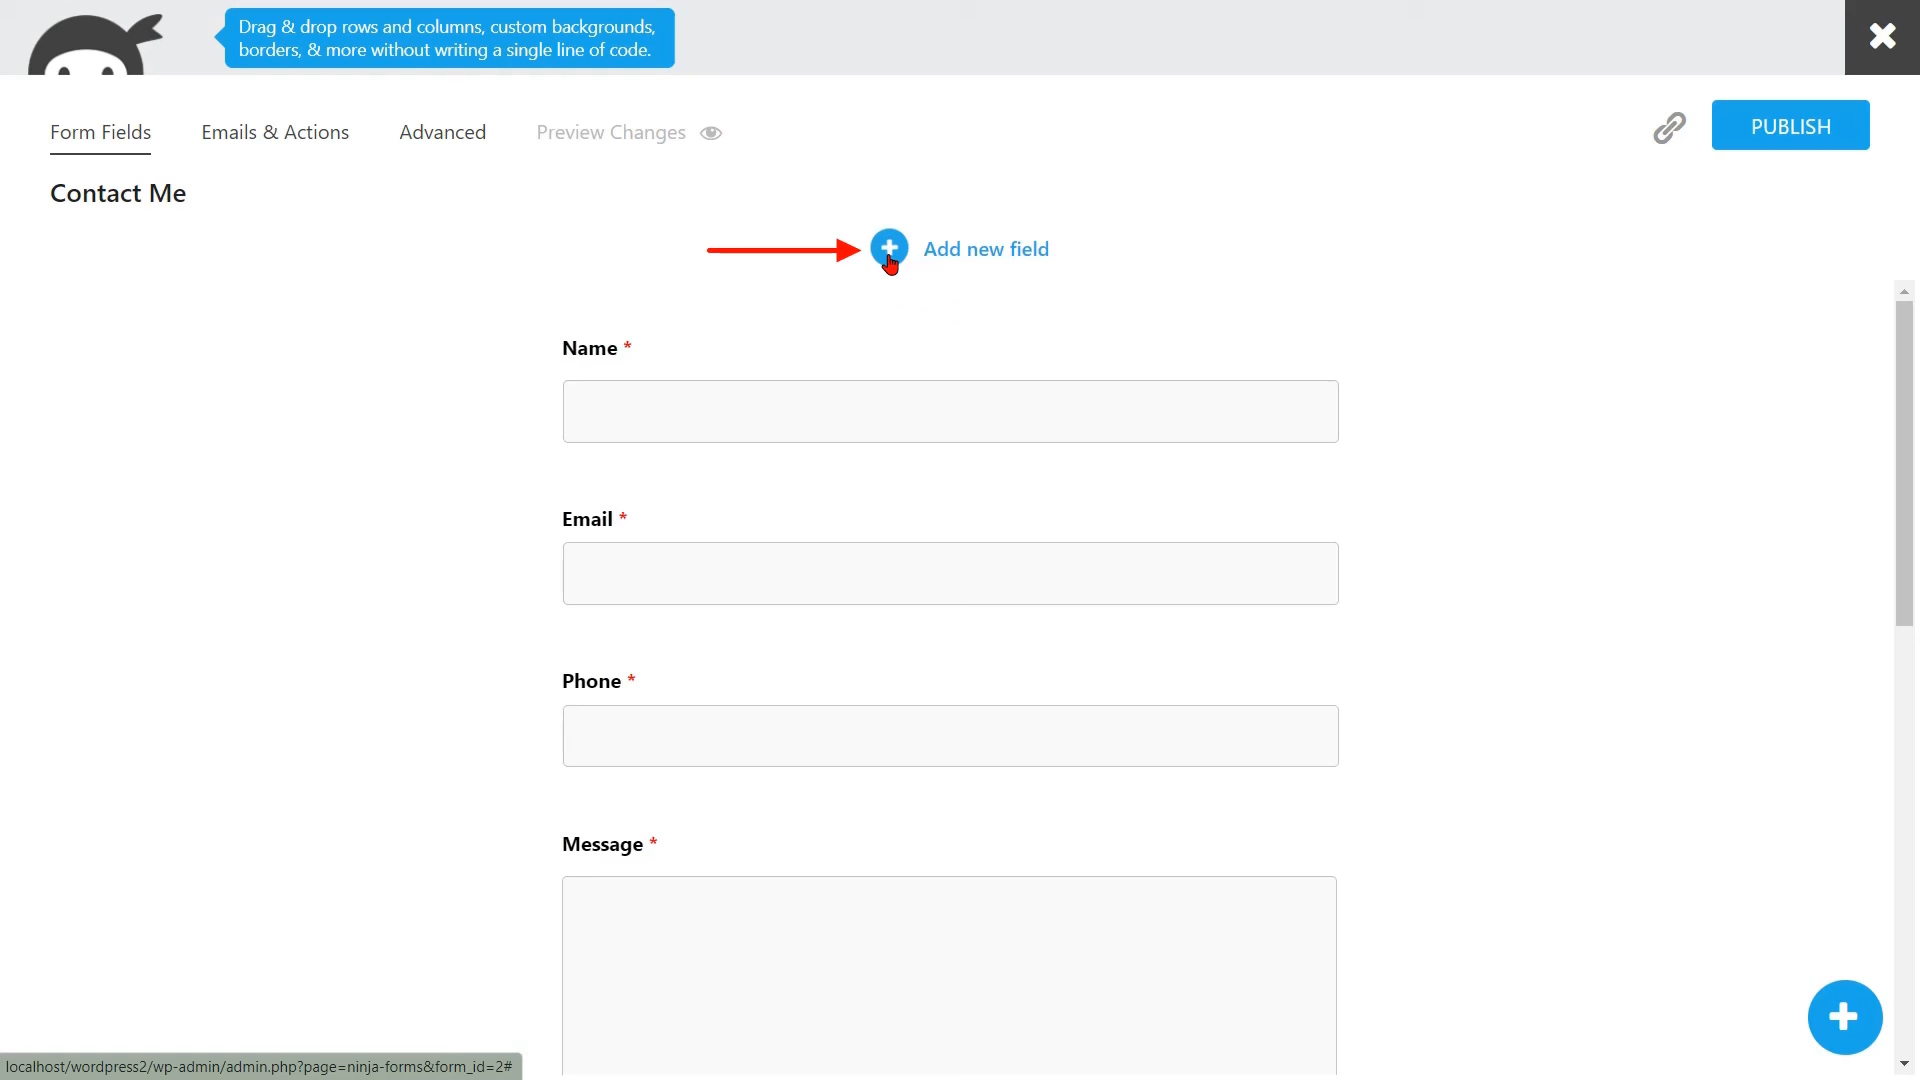 Drag & drop rows and columns, custom backgrounds,
borders, & more without writing a single line of code.
Form Fields
Emails & Actions
Advanced
Preview Changes
PUBLISH
Contact Me
Add new field
Name *
Email *
Phone *
Message *
localhost/wordpress2/wp-admin/admin.php?page=ninja-forms&form_id=2#